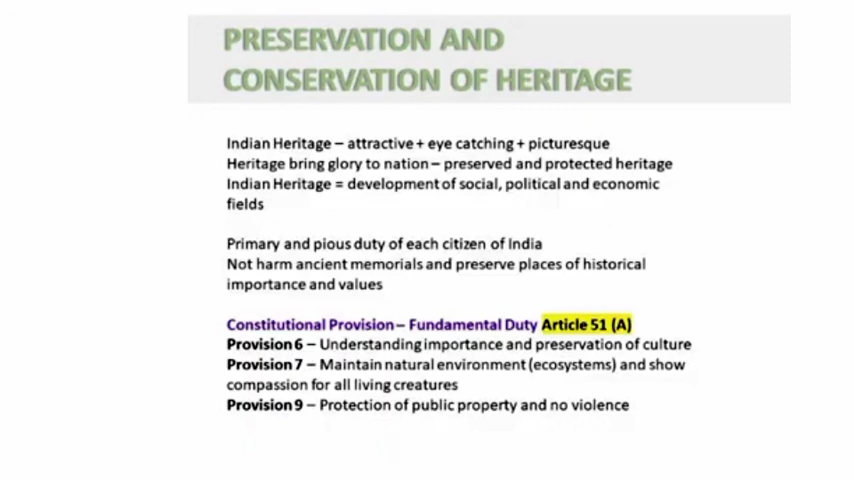 PRESERVATION AND
CONSERVATION OF HERITAGE
Indian Heritage – attractive + eye catching + picturesque
Heritage bring glory to nation – preserved and protected heritage
Indian Heritage = development of social, political and economic
fields
Primary and pious duty of each citizen of India
Not harm ancient memorials and preserve places of historical
importance and values
Constitutional Provision – Fundamental Duty Article 51 (A)
Provision 6 – Understanding importance and preservation of culture
Provision 7 – Maintain natural environment (ecosystems) and show
compassion for all living creatures
Provision 9 – Protection of public property and no violence